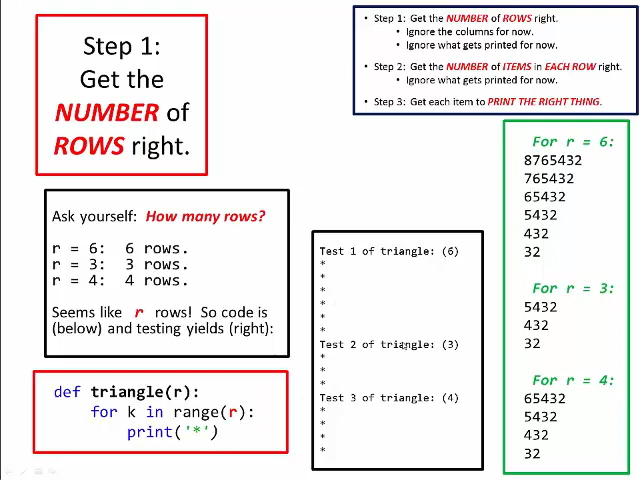 Step 1:
Get the
NUMBER of
ROWS right.
• Step 1: Get the NUMBER of ROWS right.
• Ignore the columns for now.
• Ignore what gets printed for now.
• Step 2: Get the NUMBER of ITEMS in EACH ROW right.
• Ignore what gets printed for now.
• Step 3: Get each item to PRINT THE RIGHT THING.
Ask yourself: How many rows?
r = 6: 6 rows.
r = 3: 3 rows.
r = 4: 4 rows.
Seems like r rows! So code is
(below) and testing yields (right):
def triangle(r):
for k in range(r):
print('*')
Test 1 of triangle: (6)
*
*
*
*
*
*
Test 2 of triangle: (3)
*
*
*
Test 3 of triangle: (4)
*
*
*
*
For r = 6:
8765432
765432
65432
5432
432
32
For r = 3:
5432
432
32
For r = 4:
65432
5432
432
32